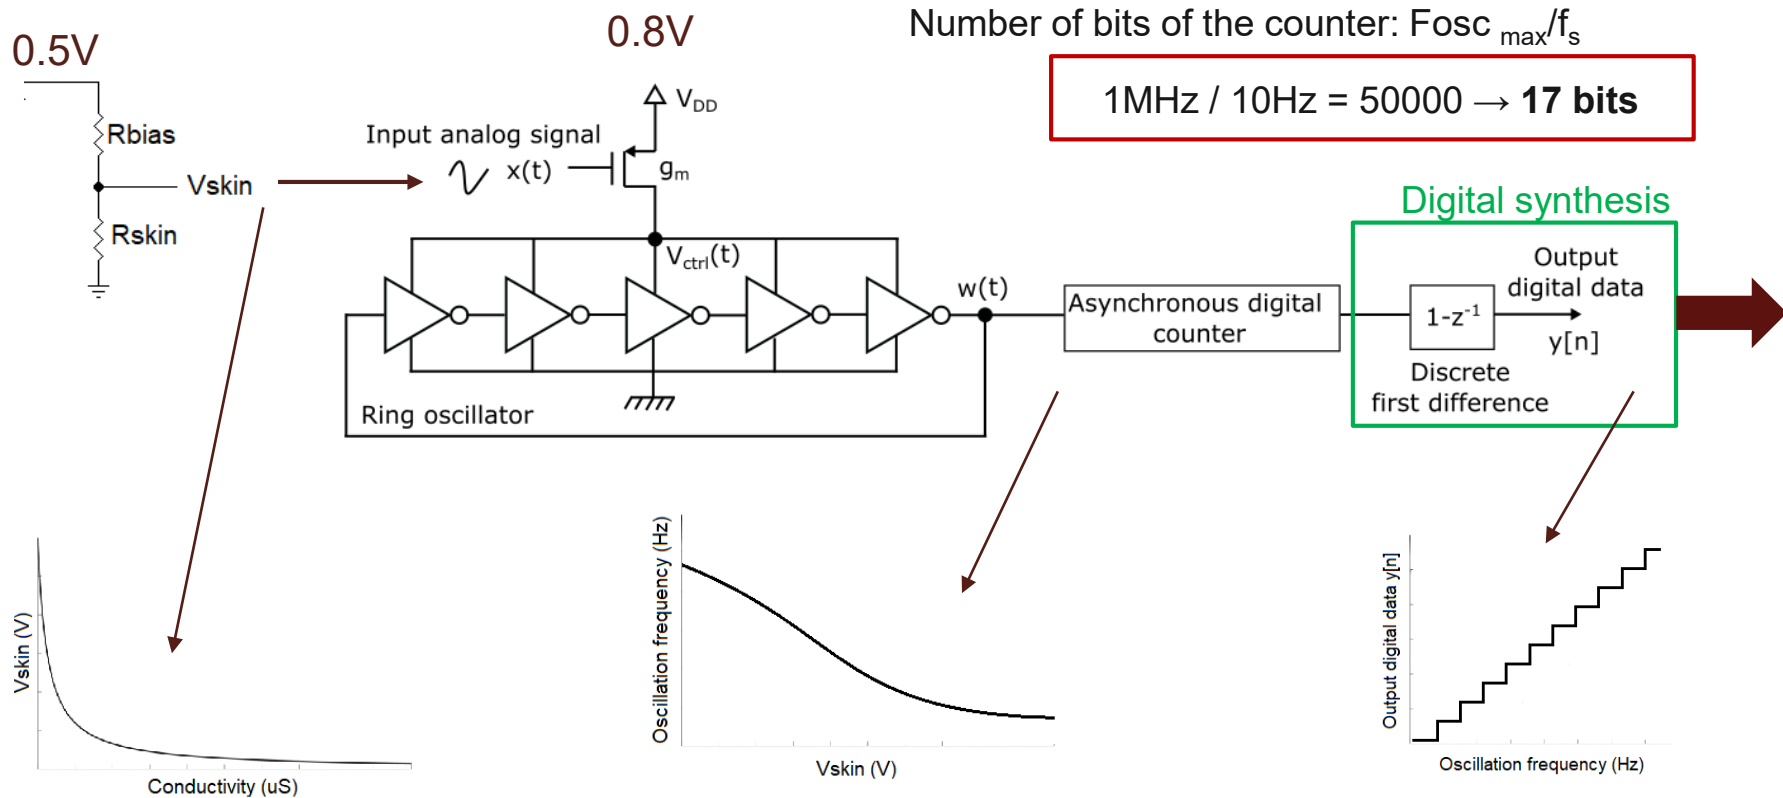 0.5V
0.8V
Number of bits of the counter: Fosc max/fs
1MHz / 10Hz = 50000 → 17 bits
VDD
Rbias
Input analog signal
x(t)
gm
Vskin
Rskin
Digital synthesis
Vctrl(t)
w(t)
Asynchronous digital
counter
Output
digital data
1-z-1
y[n]
Discrete
first difference
Ring oscillator
Vskin (V)
Conductivity (uS)
Oscillation frequency (Hz)
Vskin (V)
Output digital data y[n]
Oscillation frequency (Hz)